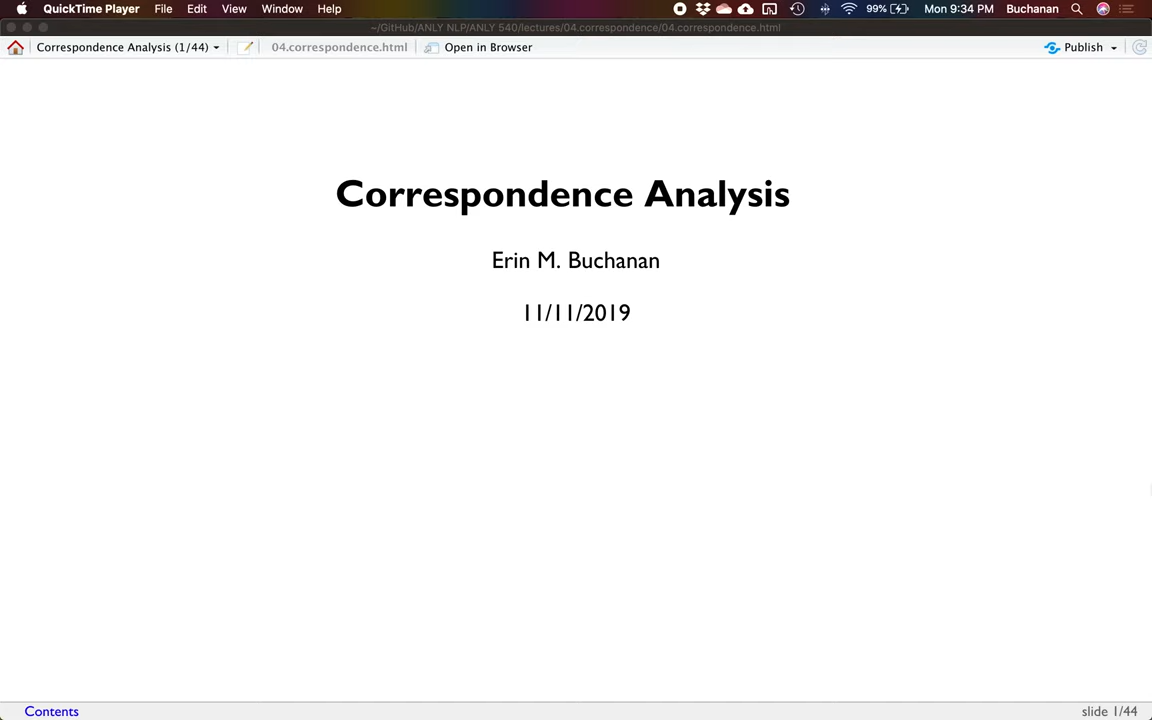 QuickTime Player File Edit View Window Help 99% Mon 9:34 PM Buchanan
~/GitHub/ANLY NLP/ANLY 540/lectures/04.correspondence/04.correspondence.html
Correspondence Analysis (1/44) 04.correspondence.html Open in Browser Publish
Correspondence Analysis
Erin M. Buchanan
11/11/2019
Contents slide 1/44